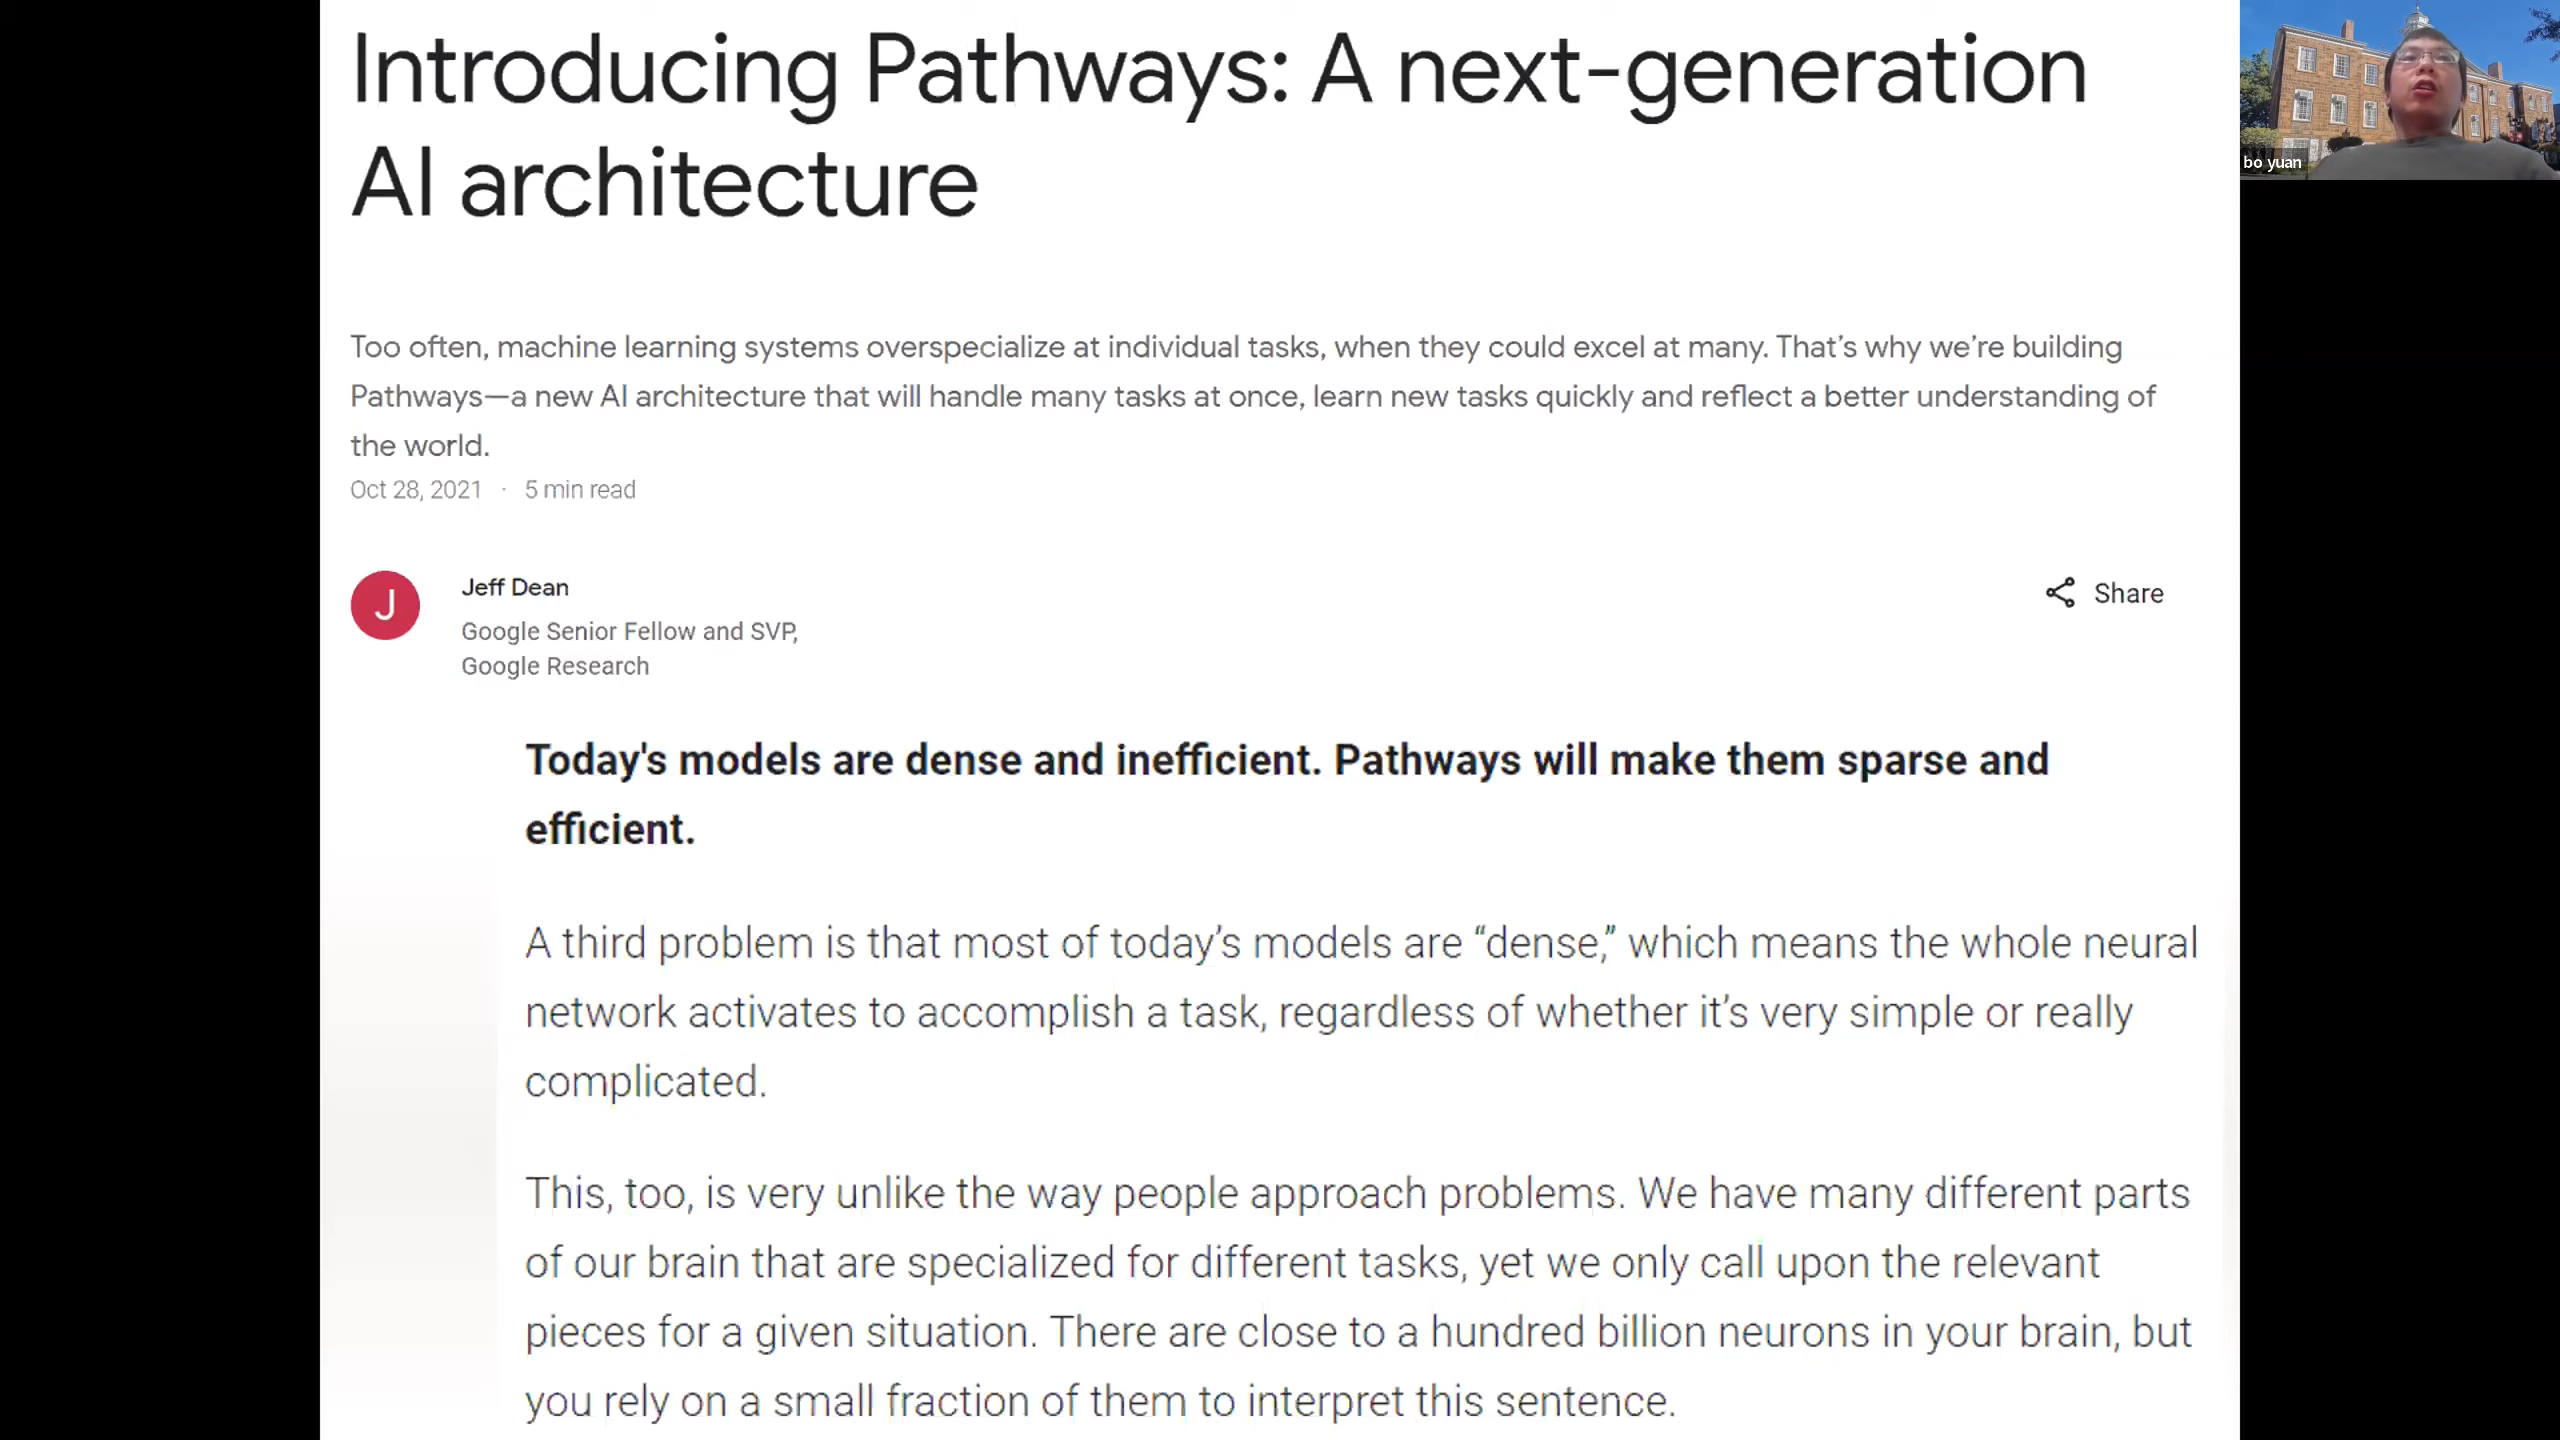 Introducing Pathways: A next-generation
AI architecture
bo yuan
Too often, machine learning systems overspecialize at individual tasks, when they could excel at many. That’s why we’re building
Pathways—a new AI architecture that will handle many tasks at once, learn new tasks quickly and reflect a better understanding of
the world.
Oct 28, 2021 · 5 min read
J
Jeff Dean
Google Senior Fellow and SVP,
Google Research
Share
Today's models are dense and inefficient. Pathways will make them sparse and
efficient.
A third problem is that most of today’s models are “dense,” which means the whole neural
network activates to accomplish a task, regardless of whether it’s very simple or really
complicated.
This, too, is very unlike the way people approach problems. We have many different parts
of our brain that are specialized for different tasks, yet we only call upon the relevant
pieces for a given situation. There are close to a hundred billion neurons in your brain, but
you rely on a small fraction of them to interpret this sentence.